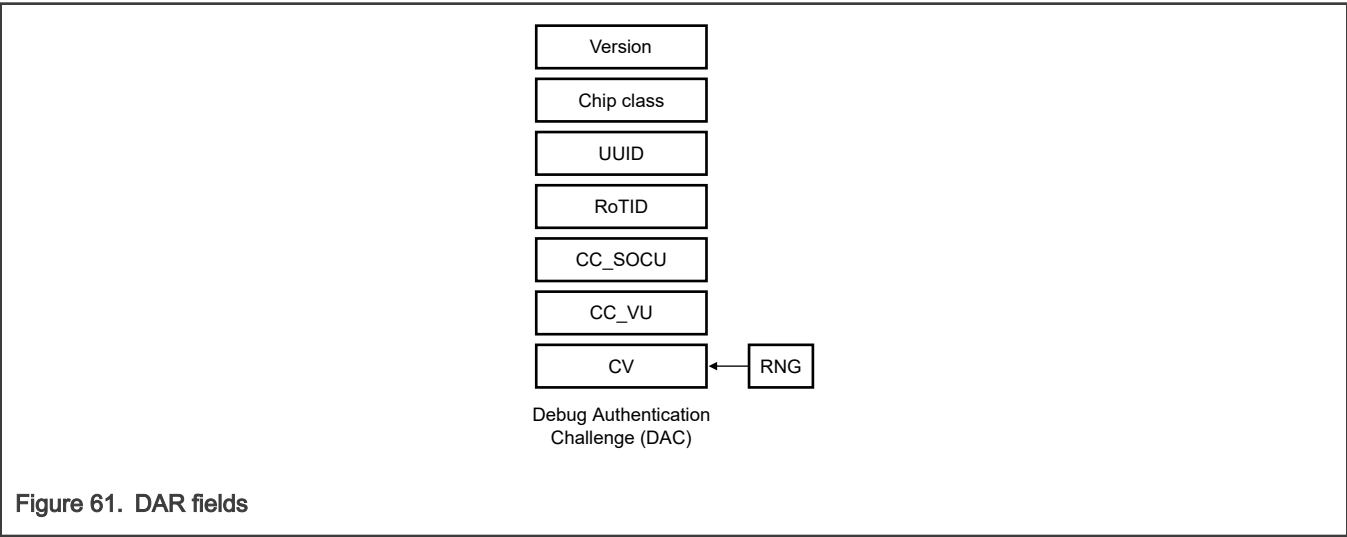 Version
Chip class
UUID
RoTID
CC_SOCU
CC_VU
CV
RNG
Debug Authentication
Challenge (DAC)
Figure 61. DAR fields